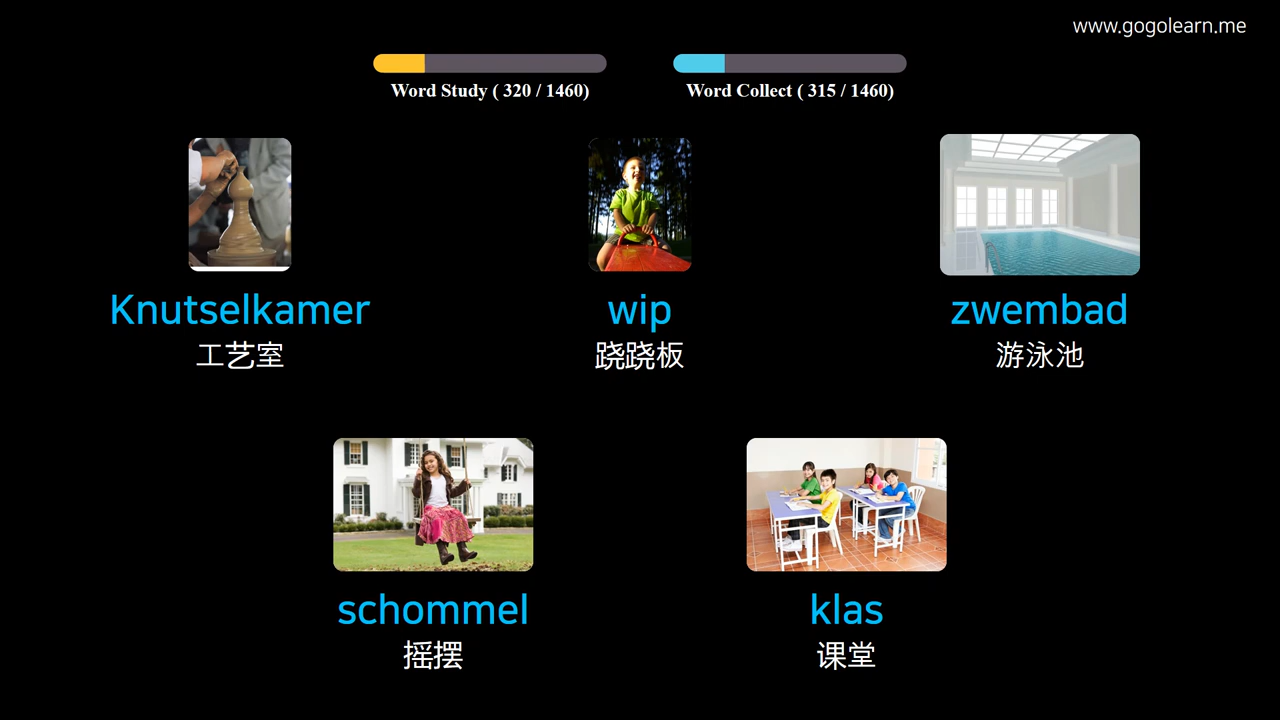 www.gogolearn.me
Word Study ( 320 / 1460)
Word Collect ( 315 / 1460)
Knutselkamer
工艺室
wip
跷跷板
zwembad
游泳池
schommel
摇摆
klas
课堂